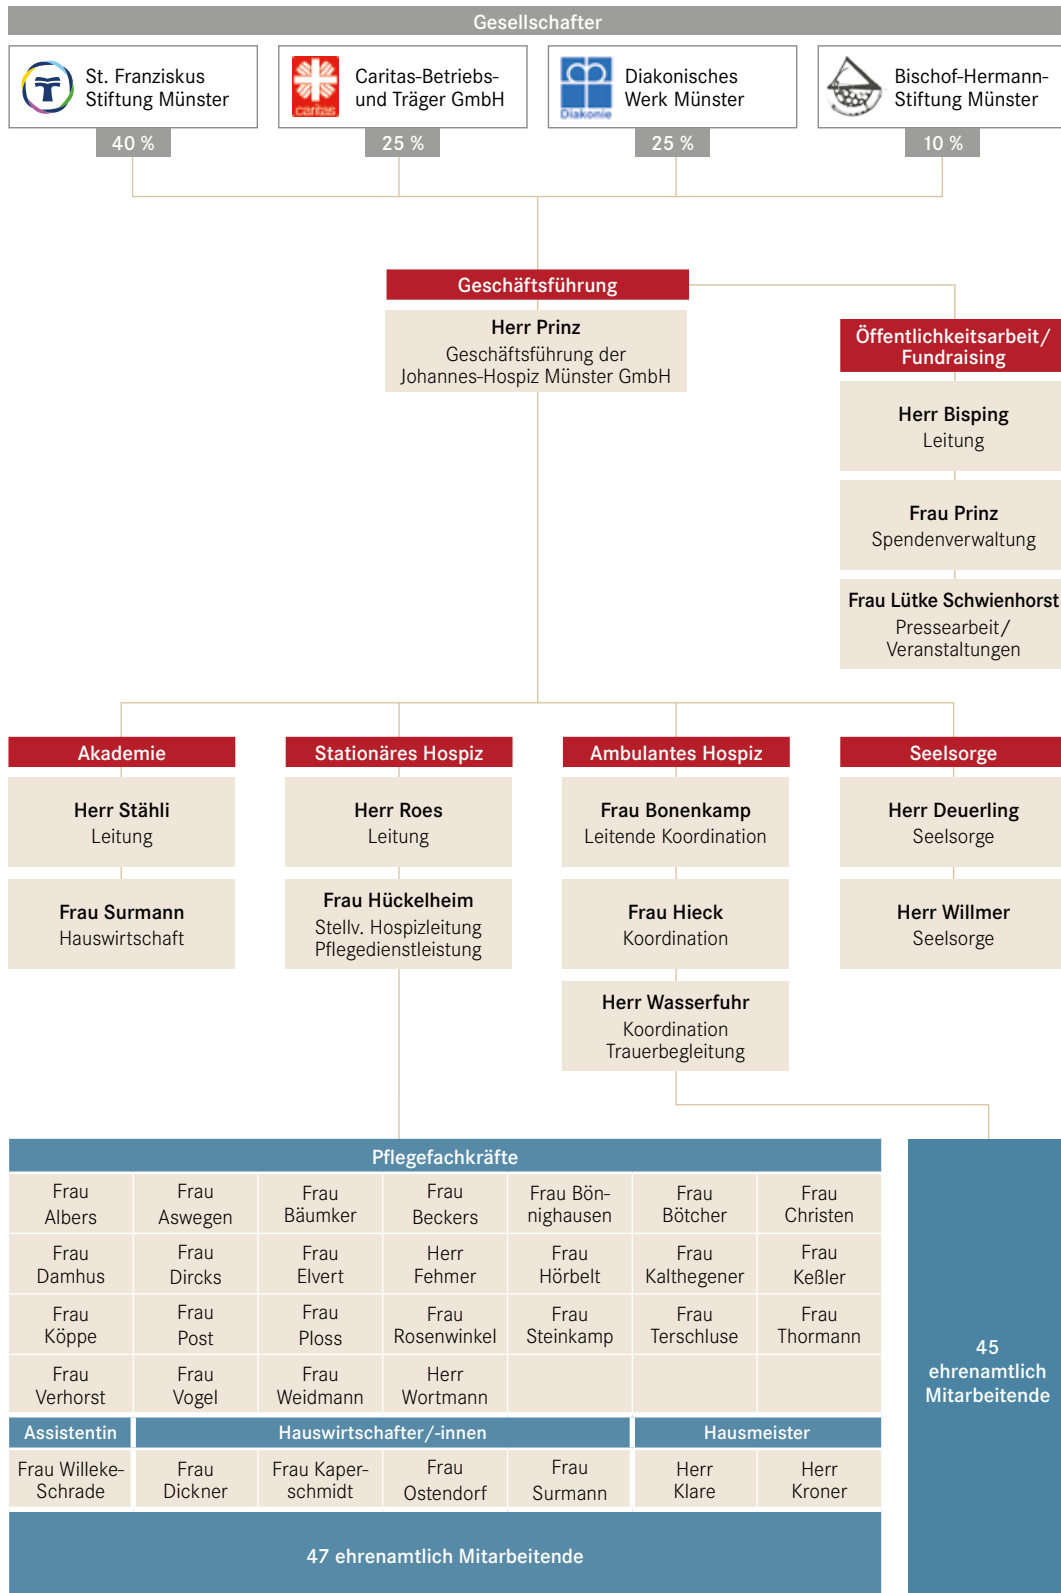 Gesellschafter
St. Franziskus
Stiftung Münster
caritas
Caritas-Betriebs-
und Träger GmbH
Diakonie
Diakonisches
Werk Münster
Bischof-Hermann-
Stiftung Münster
40 %
25 %
25 %
10 %
Geschäftsführung
Herr Prinz
Geschäftsführung der
Johannes-Hospiz Münster GmbH
Öffentlichkeitsarbeit/
Fundraising
Herr Bisping
Leitung
Frau Prinz
Spendenverwaltung
Frau Lütke Schwienhorst
Pressearbeit/
Veranstaltungen
Akademie
Herr Stähli
Leitung
Frau Surmann
Hauswirtschaft
Stationäres Hospiz
Herr Roes
Leitung
Frau Hückelheim
Stellv. Hospizleitung
Pflegedienstleistung
Ambulantes Hospiz
Frau Bonenkamp
Leitende Koordination
Frau Hieck
Koordination
Herr Wasserfuhr
Koordination
Trauerbegleitung
Seelsorge
Herr Deuerling
Seelsorge
Herr Willmer
Seelsorge
Pflegefachkräfte
Frau
Albers
Frau
Aswegen
Frau
Bäumker
Frau
Beckers
Frau Bön-
nighausen
Frau
Bötcher
Frau
Christen
Frau
Damhus
Frau
Dircks
Frau
Elvert
Herr
Fehmer
Frau
Hörbelt
Frau
Kalthegener
Frau
Keßler
Frau
Köppe
Frau
Post
Frau
Ploss
Frau
Rosenwinkel
Frau
Steinkamp
Frau
Terschluse
Frau
Thormann
Frau
Verhorst
Frau
Vogel
Frau
Weidmann
Herr
Wortmann
Assistentin
Hauswirtschafter/-innen
Hausmeister
Frau Willeke-
Schrade
Frau
Dickner
Frau Kaper-
schmidt
Frau
Ostendorf
Frau
Surmann
Herr
Klare
Herr
Kroner
47 ehrenamtlich Mitarbeitende
45
ehrenamtlich
Mitarbeitende